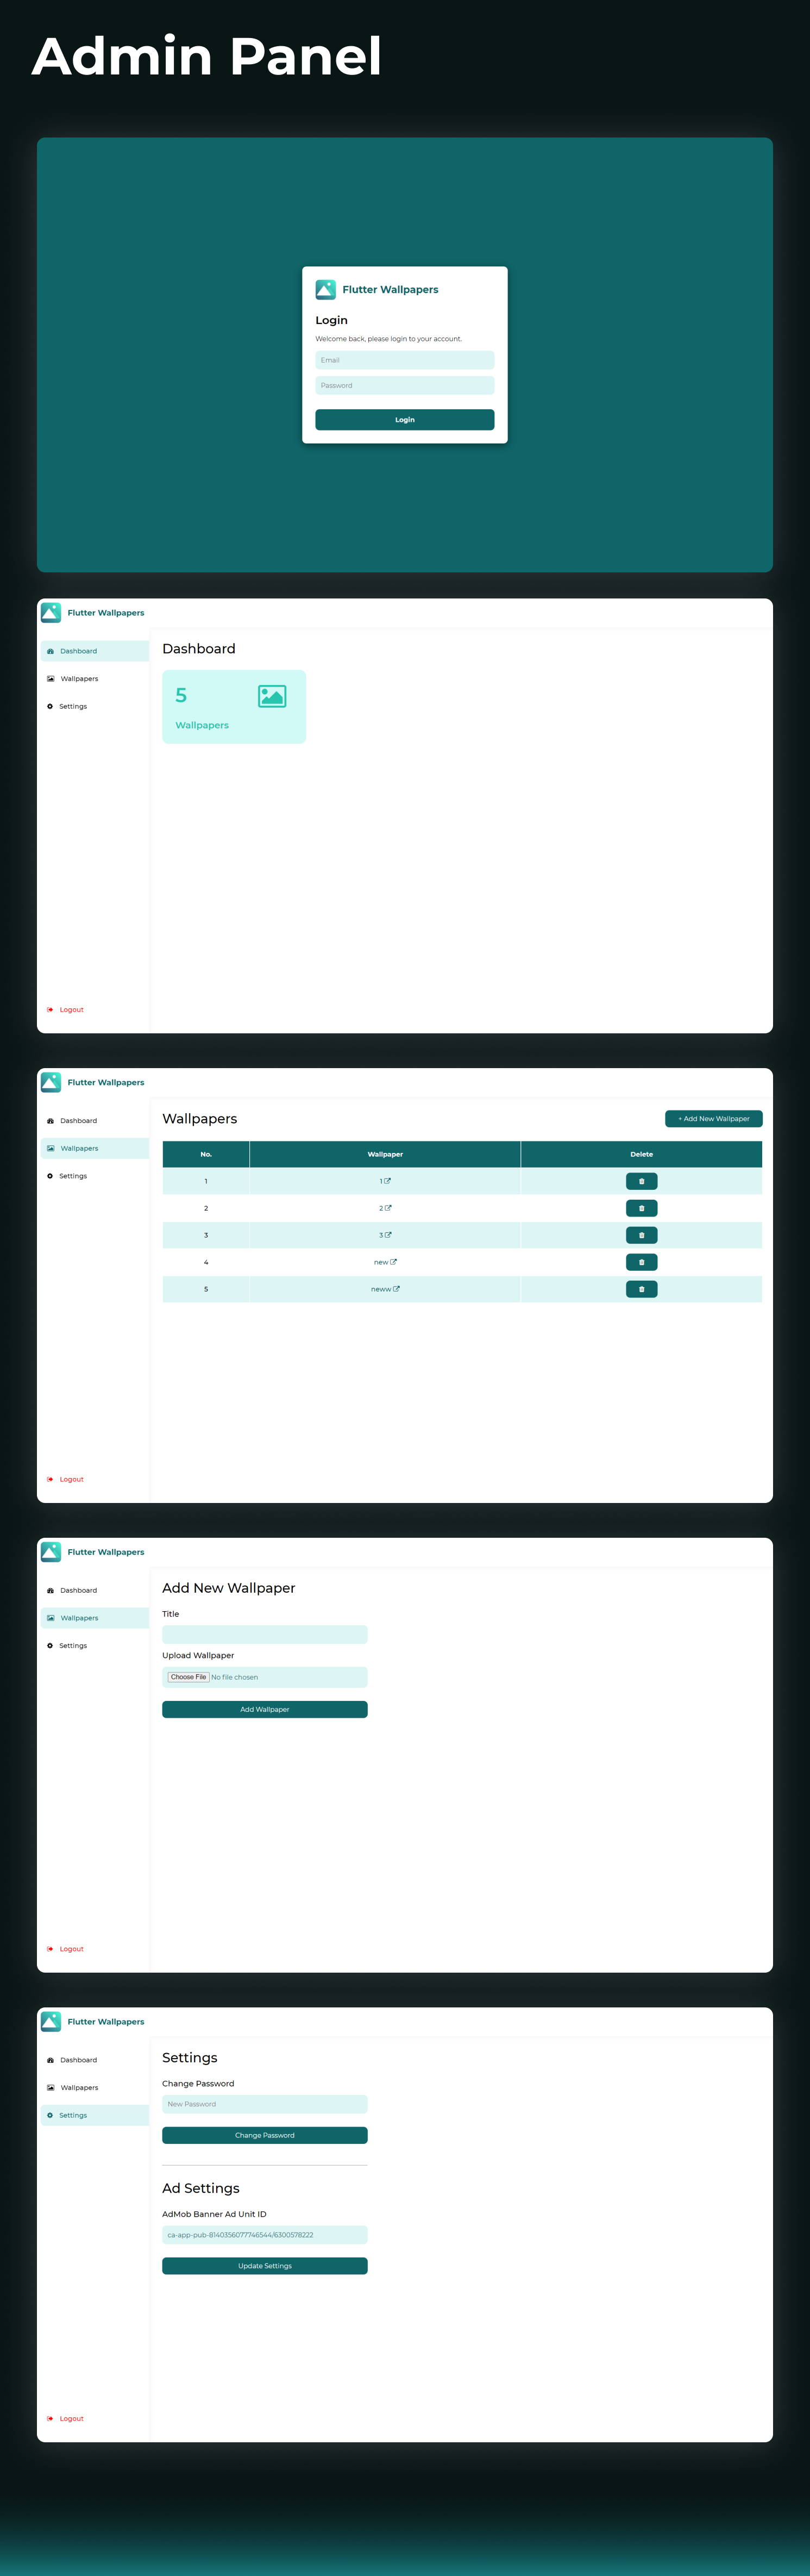 Admin Panel
Flutter Wallpapers
Login
Welcome back, please login to your account.
Email
Password
Login
Flutter Wallpapers
Dashboard
Wallpapers
Settings
Logout
Dashboard
5
Wallpapers
Flutter Wallpapers
Dashboard
Wallpapers
Settings
Logout
Wallpapers
+ Add New Wallpaper
No. Wallpaper Delete
1 1
2 2
3 3
4 new
5 neww
Flutter Wallpapers
Dashboard
Wallpapers
Settings
Logout
Add New Wallpaper
Title
Upload Wallpaper
Choose File No file chosen
Add Wallpaper
Flutter Wallpapers
Dashboard
Wallpapers
Settings
Logout
Settings
Change Password
New Password
Change Password
Ad Settings
AdMob Banner Ad Unit ID
ca-app-pub-8140356077746544/6300578222
Update Settings